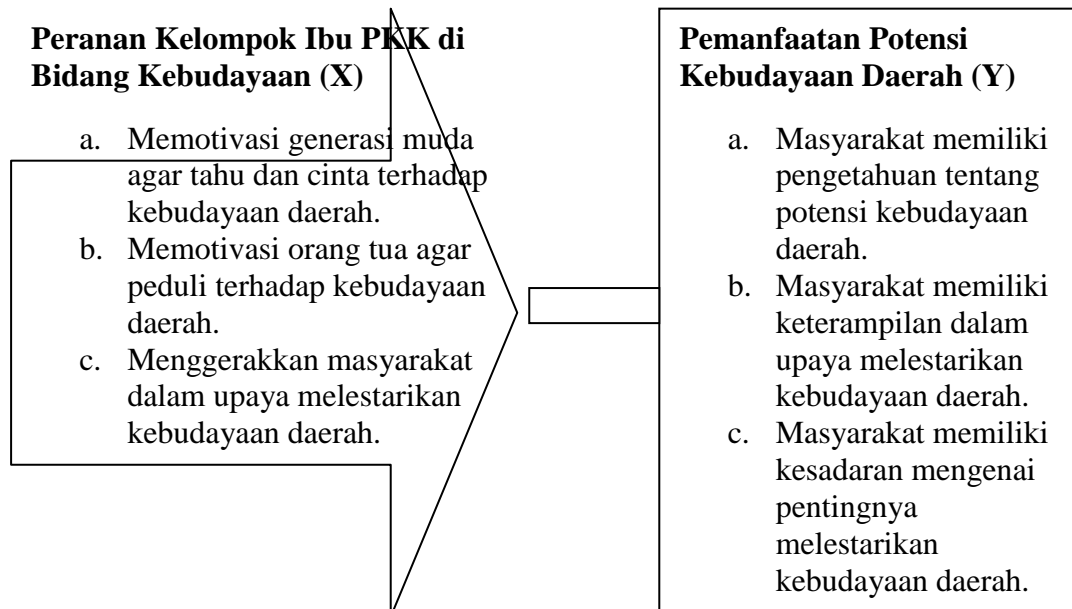 Peranan Kelompok Ibu PKK di
Bidang Kebudayaan (X)
a. Memotivasi generasi muda
agar tahu dan cinta terhadap
kebudayaan daerah.
b. Memotivasi orang tua agar
peduli terhadap kebudayaan
daerah.
c. Menggerakkan masyarakat
dalam upaya melestarikan
kebudayaan daerah.
Pemanfaatan Potensi
Kebudayaan Daerah (Y)
a. Masyarakat memiliki
pengetahuan tentang
potensi kebudayaan
daerah.
b. Masyarakat memiliki
keterampilan dalam
upaya melestarikan
kebudayaan daerah.
c. Masyarakat memiliki
kesadaran mengenai
pentingnya
melestarikan
kebudayaan daerah.